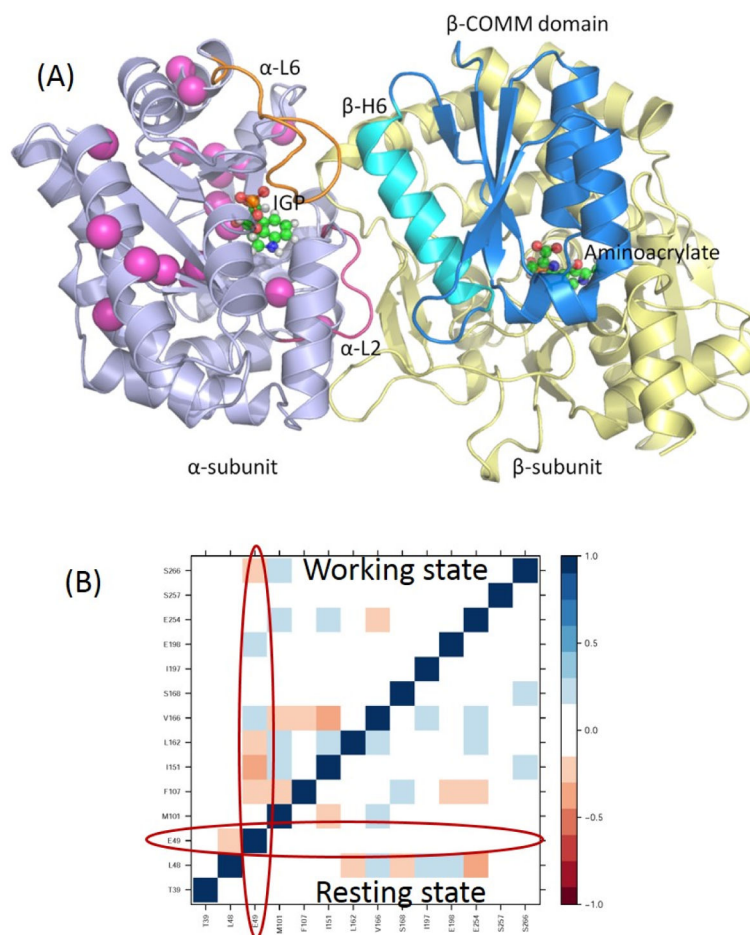 β-COMM domain
(A)
α-L6
β-H6
IGP
Aminoacrylate
α-L2
α-subunit
β-subunit
(B)
Working state
S266
S257
E254
E190
I197
S168
V166
L162
I151
F107
M101
E49
L48
T39
Resting state
T39 L48 E49 M101 F107 I151 L162 V166 S168 I197 E198 E254 S257 S266
1.0
0.5
0.0
−0.5
−1.0